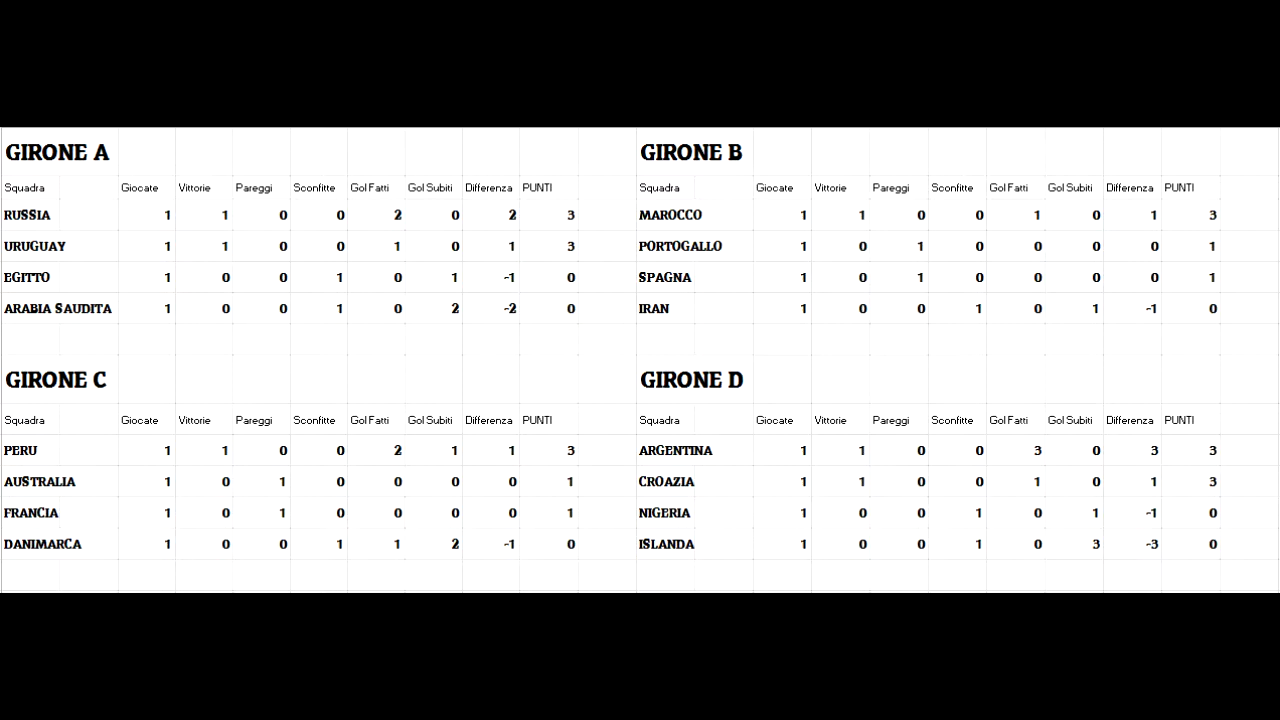 GIRONE A
Squadra Giocate Vittorie Pareggi Sconfitte Gol Fatti Gol Subiti Differenza PUNTI
RUSSIA 1 1 0 0 2 0 2 3
URUGUAY 1 1 0 0 1 0 1 3
EGITTO 1 0 0 1 0 1 -1 0
ARABIA SAUDITA 1 0 0 1 0 2 -2 0
GIRONE B
Squadra Giocate Vittorie Pareggi Sconfitte Gol Fatti Gol Subiti Differenza PUNTI
MAROCCO 1 1 0 0 1 0 1 3
PORTOGALLO 1 0 1 0 0 0 0 1
SPAGNA 1 0 1 0 0 0 0 1
IRAN 1 0 0 1 0 1 -1 0
GIRONE C
Squadra Giocate Vittorie Pareggi Sconfitte Gol Fatti Gol Subiti Differenza PUNTI
PERU 1 1 0 0 2 1 1 3
AUSTRALIA 1 0 1 0 0 0 0 1
FRANCIA 1 0 1 0 0 0 0 1
DANIMARCA 1 0 0 1 1 2 -1 0
GIRONE D
Squadra Giocate Vittorie Pareggi Sconfitte Gol Fatti Gol Subiti Differenza PUNTI
ARGENTINA 1 1 0 0 3 0 3 3
CROAZIA 1 1 0 0 1 0 1 3
NIGERIA 1 0 0 1 0 1 -1 0
ISLANDA 1 0 0 1 0 3 -3 0